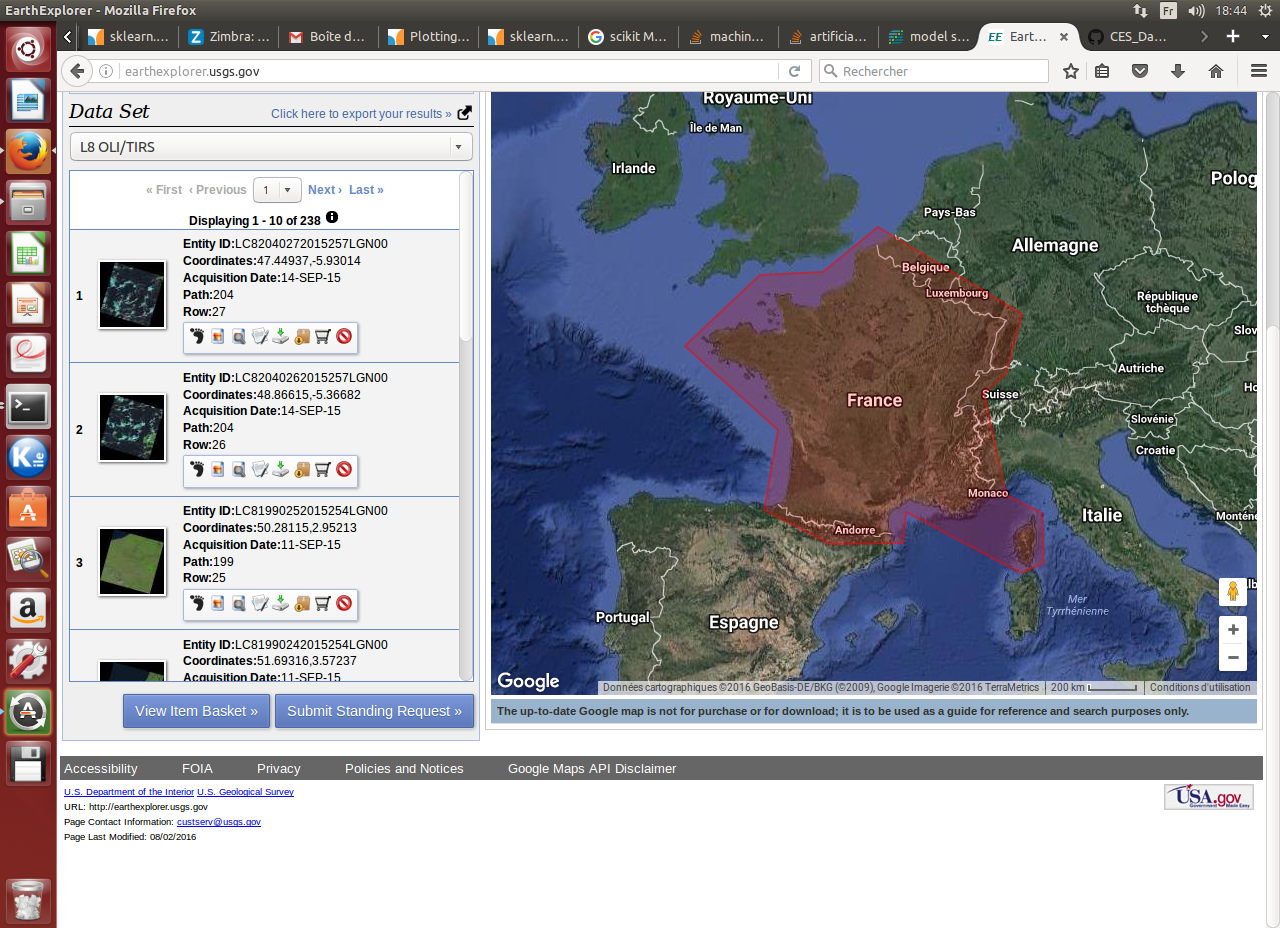 EarthExplorer - Mozilla Firefox
Fr
18:44
sklearn....
Zimbra: ...
Boîte d...
Plotting...
sklearn....
scikit M...
machin...
artificia...
model s...
EE Eart...
CES_Da...
earthexplorer.usgs.gov
Rechercher
Data Set
Click here to export your results »
L8 OLI/TIRS
« First ‹ Previous 1 Next › Last »
Displaying 1 - 10 of 238
1
Entity ID:LC82040272015257LGN00
Coordinates:47.44937,-5.93014
Acquisition Date:14-SEP-15
Path:204
Row:27
2
Entity ID:LC82040262015257LGN00
Coordinates:48.86615,-5.36682
Acquisition Date:14-SEP-15
Path:204
Row:26
3
Entity ID:LC81990252015254LGN00
Coordinates:50.28115,2.95213
Acquisition Date:11-SEP-15
Path:199
Row:25
Entity ID:LC81990242015254LGN00
Coordinates:51.69316,3.57237
Acquisition Date:11-SEP-15
View Item Basket »
Submit Standing Request »
Royaume-Uni
Île de Man
Irlande
Polog
Pays-Bas
Allemagne
Belgique
Luxembourg
République
tchèque
Slov
Autriche
Suisse
Ho
France
Slovénie
Croatie
Monaco
Italie
Monténé
Andorre
Mer
Tyrrhénienne
Portugal
Espagne
Google
Données cartographiques ©2016 GeoBasis-DE/BKG (©2009), Google Imagerie ©2016 TerraMetrics
200 km
Conditions d'utilisation
The up-to-date Google map is not for purchase or for download; it is to be used as a guide for reference and search purposes only.
Accessibility
FOIA
Privacy
Policies and Notices
Google Maps API Disclaimer
U.S. Department of the Interior U.S. Geological Survey
URL: http://earthexplorer.usgs.gov
Page Contact Information: custserv@usgs.gov
Page Last Modified: 08/02/2016
USA.gov
Government Made Easy